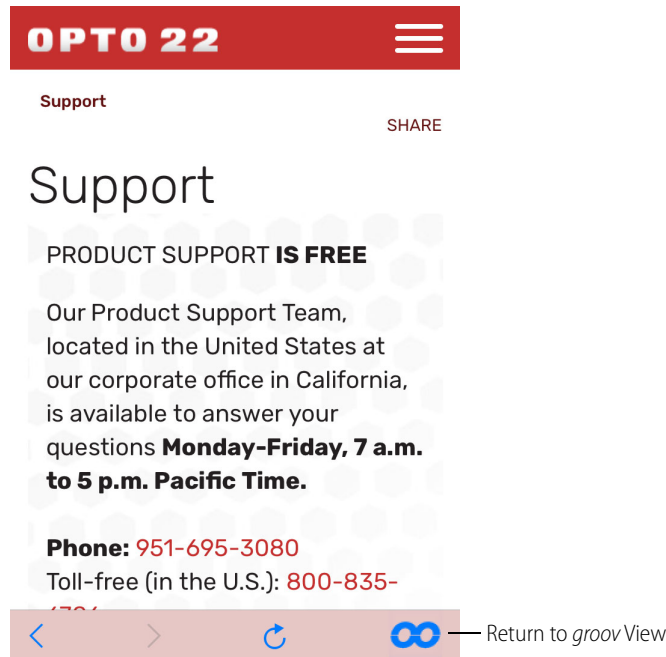 OPTO 22
Support
SHARE
Support
PRODUCT SUPPORT IS FREE
Our Product Support Team,
located in the United States at
our corporate office in California,
is available to answer your
questions Monday-Friday, 7 a.m.
to 5 p.m. Pacific Time.
Phone: 951-695-3080
Toll-free (in the U.S.): 800-835-
Return to groov View